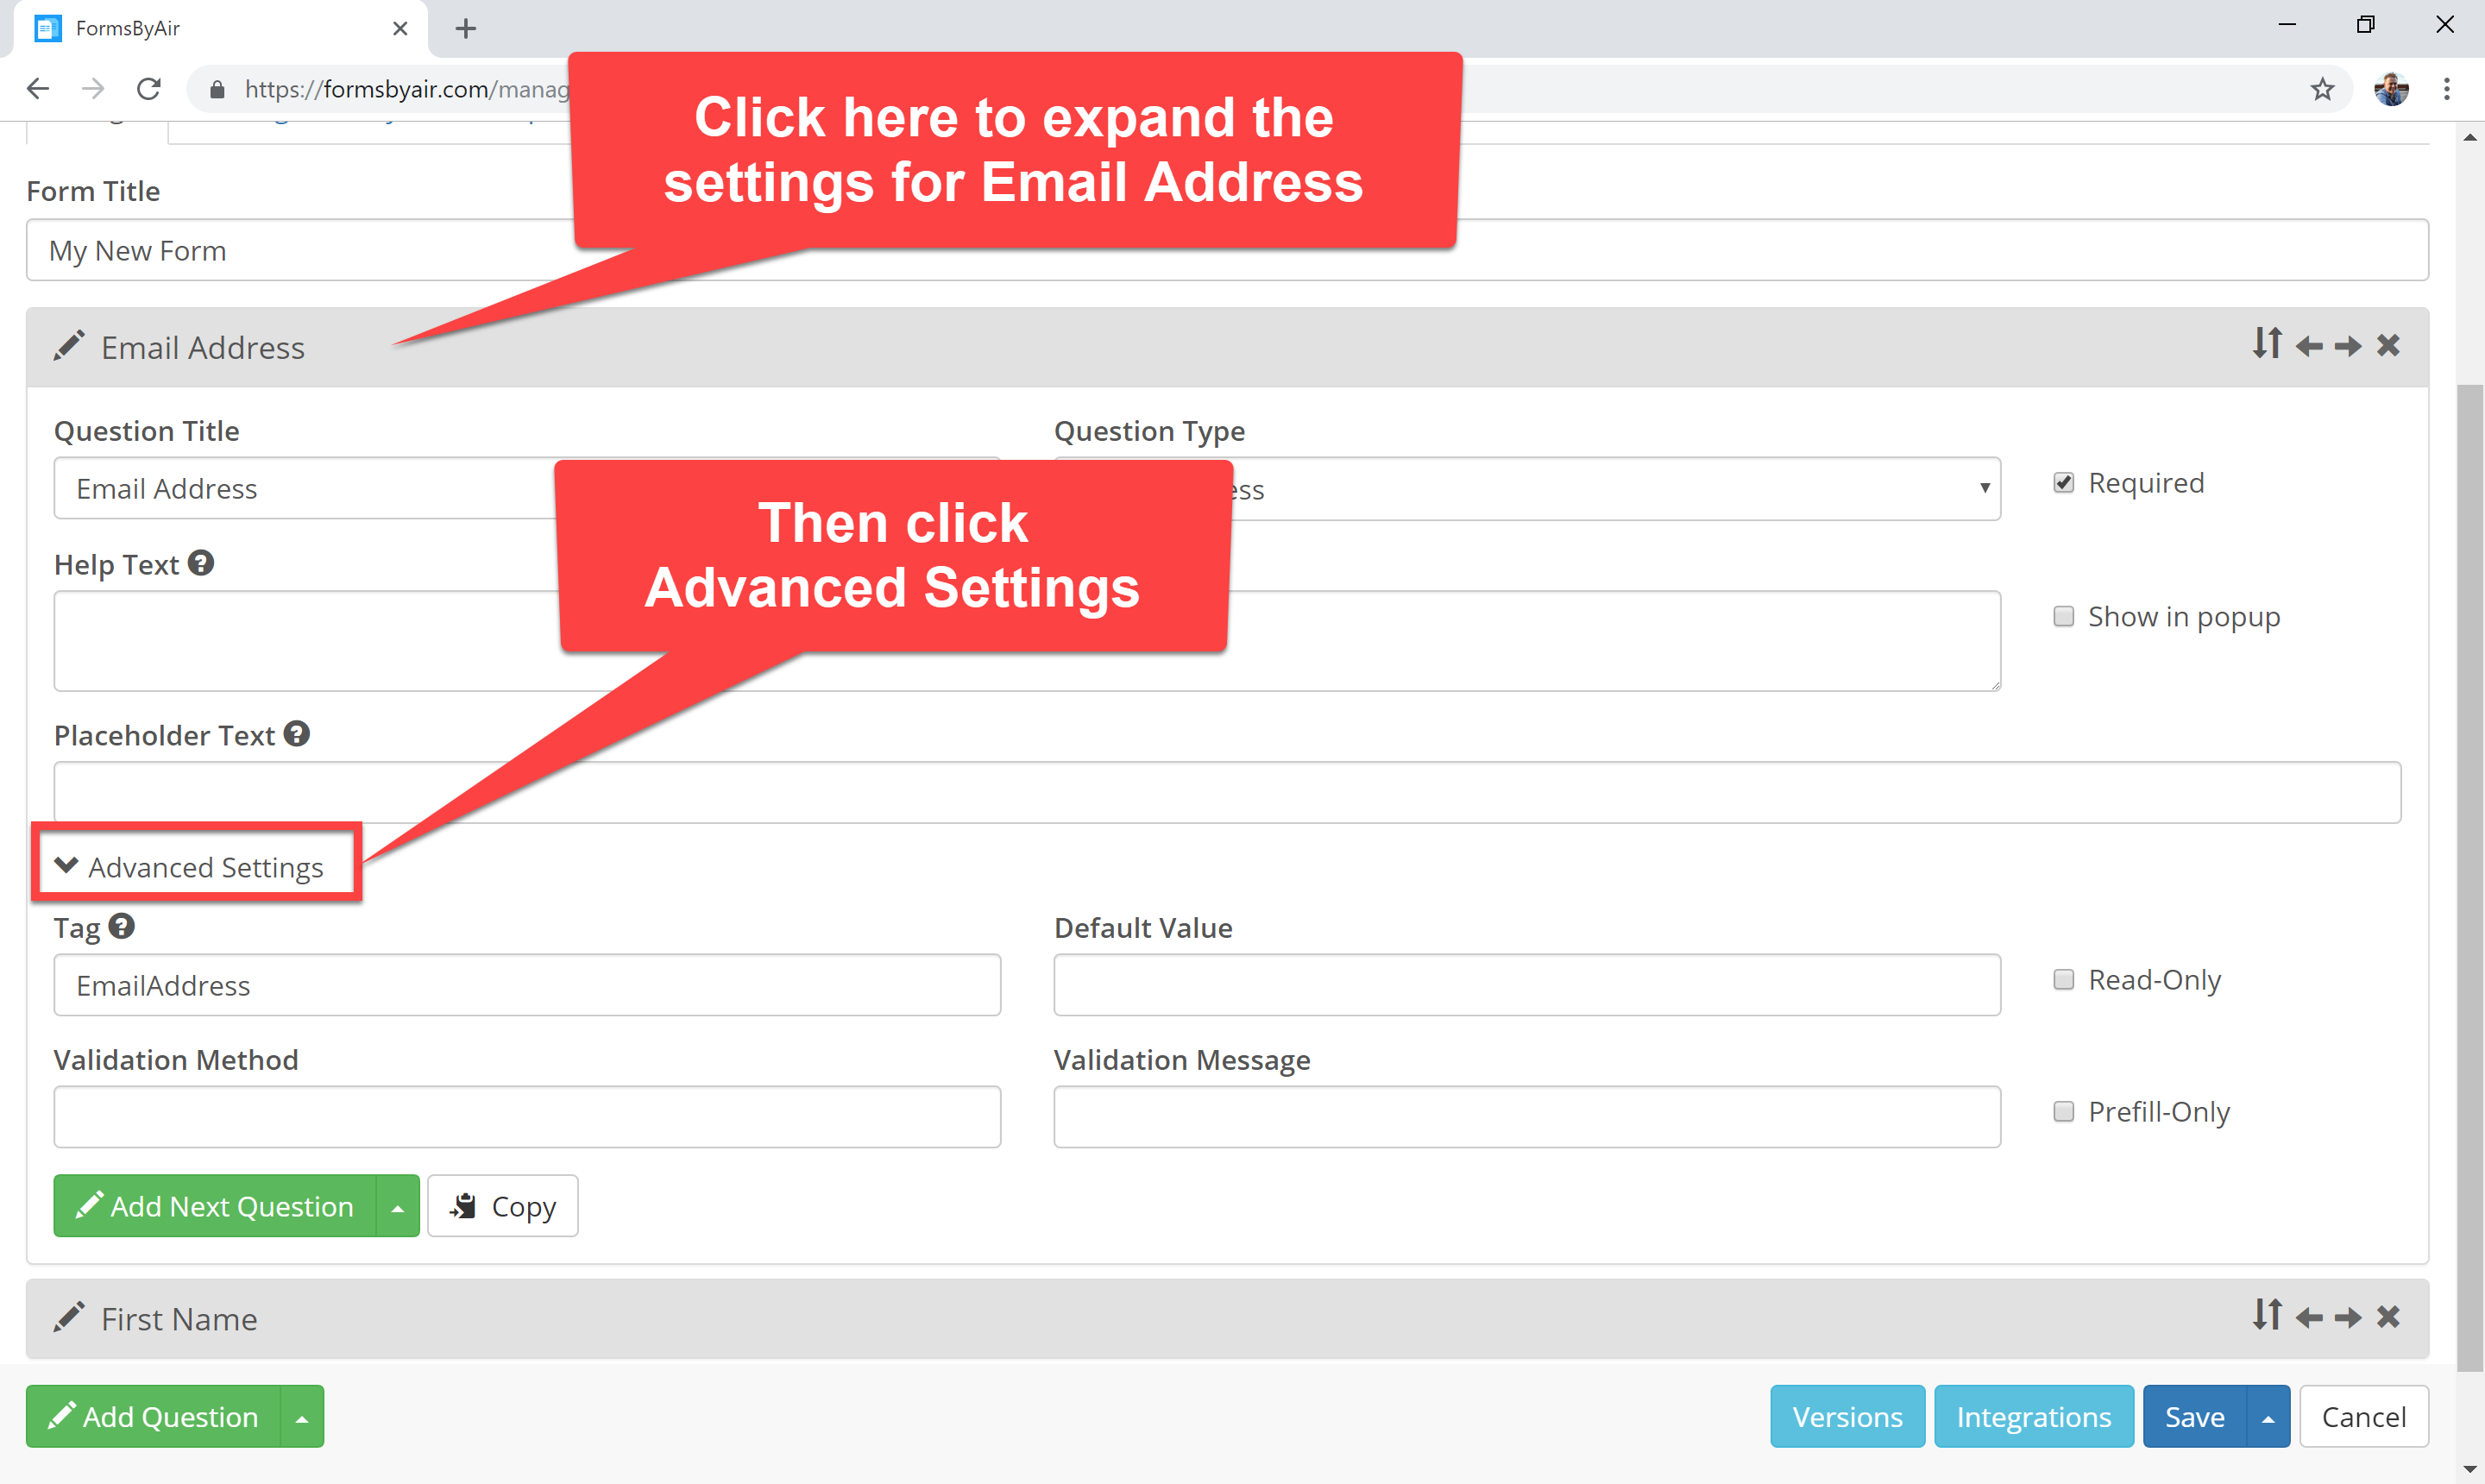 FormsByAir
https://formsbyair.com/manag
Click here to expand the
settings for Email Address
Form Title
My New Form
Email Address
Question Title
Question Type
Email Address
ess
Required
Then click
Advanced Settings
Help Text
Show in popup
Placeholder Text
Advanced Settings
Tag
Default Value
EmailAddress
Read-Only
Validation Method
Validation Message
Prefill-Only
Add Next Question
Copy
First Name
Add Question
Versions
Integrations
Save
Cancel